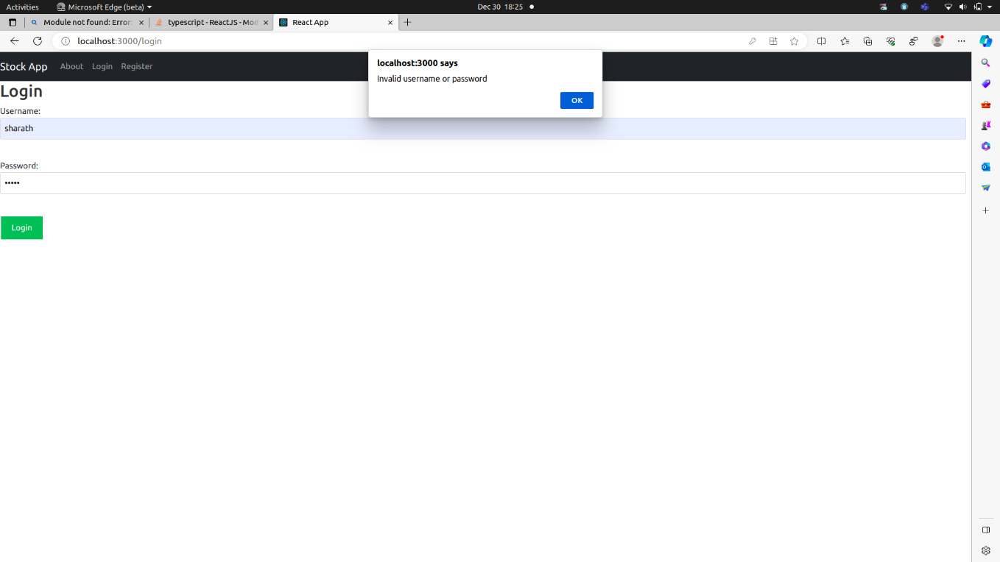 Activities Microsoft Edge (beta) Dec 30 18:25
Module not found: Error: typescript - ReactJS - Mod React App
localhost:3000/login
Stock App About Login Register
localhost:3000 says
Invalid username or password
OK
Login
Username:
sharath
Password:
•••••
Login